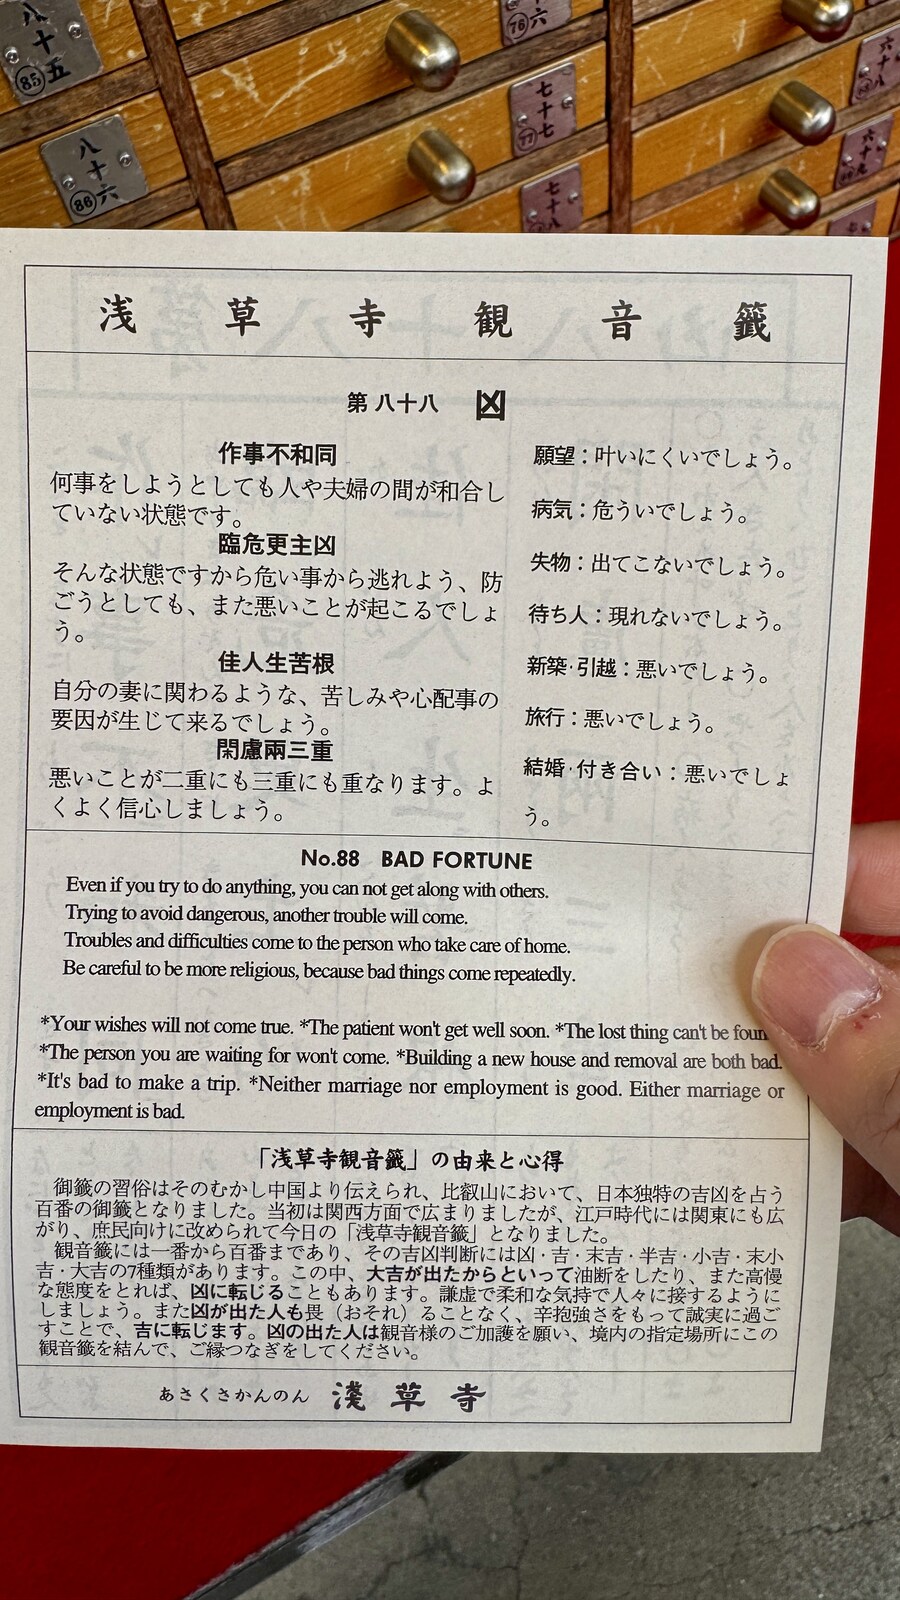 八十五
85
八十六
86
十六
76
七十七
77
七十八
六十八
六十九
浅草寺観音籤
第八十八 凶
作事不和同
何事をしようとしても人や夫婦の間が和合し
ていない状態です。
臨危更主凶
そんな状態ですから危い事から逃れよう、防
ごうとしても、また悪いことが起こるでしょ
う。
佳人生苦根
自分の妻に関わるような、苦しみや心配事の
要因が生じて来るでしょう。
閑慮兩三重
悪いことが二重にも三重にも重なります。よ
くよく信心しましょう。
願望：叶いにくいでしょう。
病気：危ういでしょう。
失物：出てこないでしょう。
待ち人：現れないでしょう。
新築·引越：悪いでしょう。
旅行：悪いでしょう。
結婚·付き合い：悪いでしょ
う。
No.88 BAD FORTUNE
Even if you try to do anything, you can not get along with others.
Trying to avoid dangerous, another trouble will come.
Troubles and difficulties come to the person who take care of home.
Be careful to be more religious, because bad things come repeatedly.
*Your wishes will not come true. *The patient won't get well soon. *The lost thing can't be foun
*The person you are waiting for won't come. *Building a new house and removal are both bad.
*It's bad to make a trip. *Neither marriage nor employment is good. Either marriage or
employment is bad.
「浅草寺観音籤」の由来と心得
御籤の習俗はそのむかし中国より伝えられ、比叡山において、日本独特の吉凶を占う
百番の御籤となりました。当初は関西方面で広まりましたが、江戸時代には関東にも広
がり、庶民向けに改められて今日の「浅草寺観音籤」となりました。
観音籤には一番から百番まであり、その吉凶判断には凶・吉・末吉・半吉・小吉・末小
吉・大吉の7種類があります。この中、大吉が出たからといって油断をしたり、また高慢
な態度をとれば、凶に転じることもあります。謙虚で柔和な気持で人々に接するように
しましょう。また凶が出た人も畏（おそれ）ることなく、辛抱強さをもって誠実に過ご
すことで、吉に転じます。凶の出た人は観音様のご加護を願い、境内の指定場所にこの
観音籤を結んで、ご縁つなぎをしてください。
あさくさかんのん 淺草寺